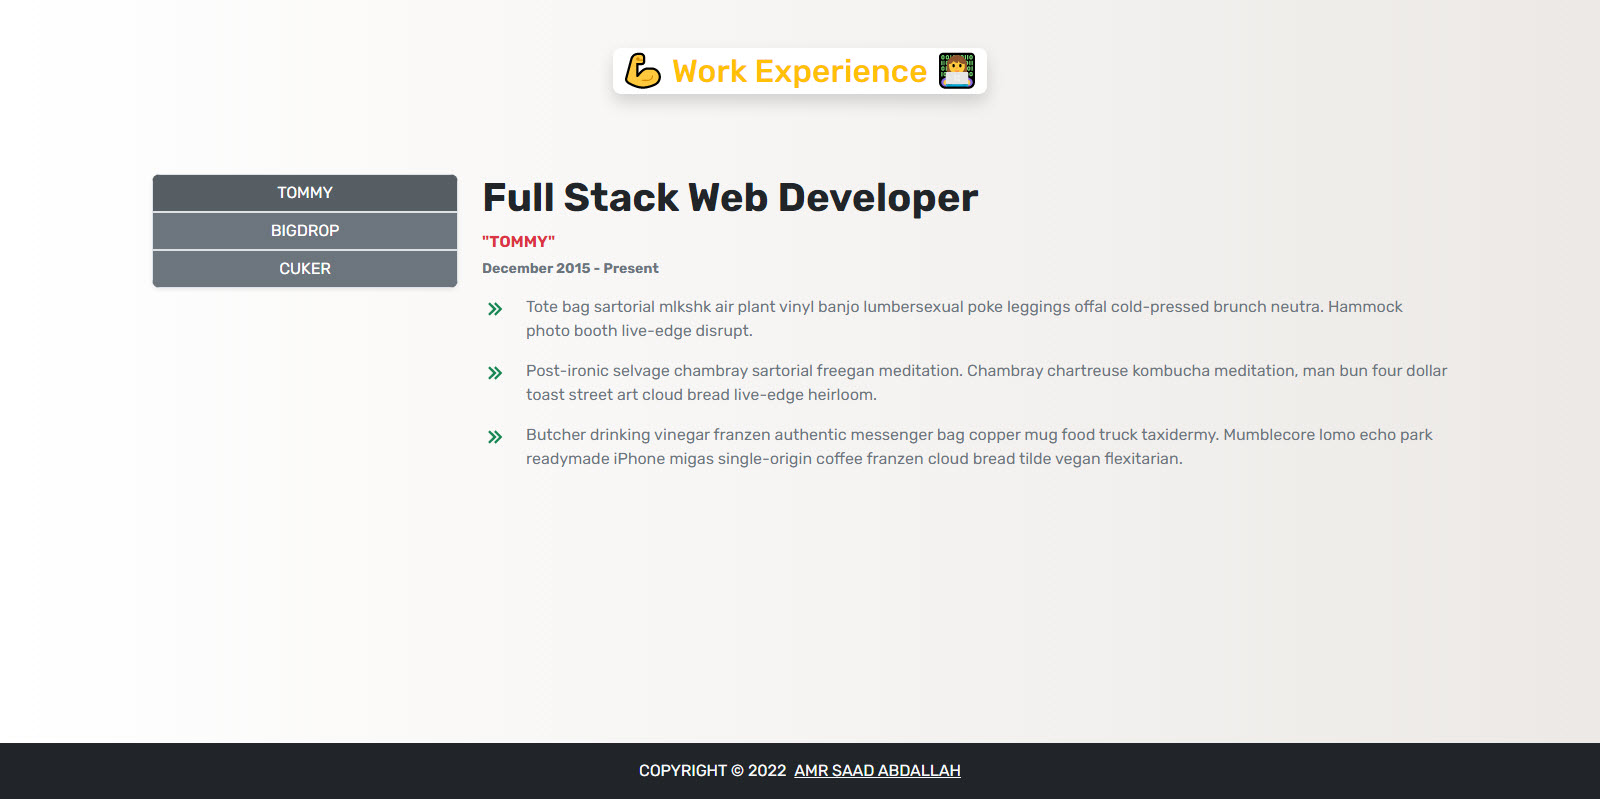 Work Experience
TOMMY
BIGDROP
CUKER
Full Stack Web Developer
"TOMMY"
December 2015 - Present
Tote bag sartorial mlkshk air plant vinyl banjo lumbersexual poke leggings offal cold-pressed brunch neutra. Hammock
photo booth live-edge disrupt.
Post-ironic selvage chambray sartorial freegan meditation. Chambray chartreuse kombucha meditation, man bun four dollar
toast street art cloud bread live-edge heirloom.
Butcher drinking vinegar franzen authentic messenger bag copper mug food truck taxidermy. Mumblecore lomo echo park
readymade iPhone migas single-origin coffee franzen cloud bread tilde vegan flexitarian.
COPYRIGHT © 2022 AMR SAAD ABDALLAH